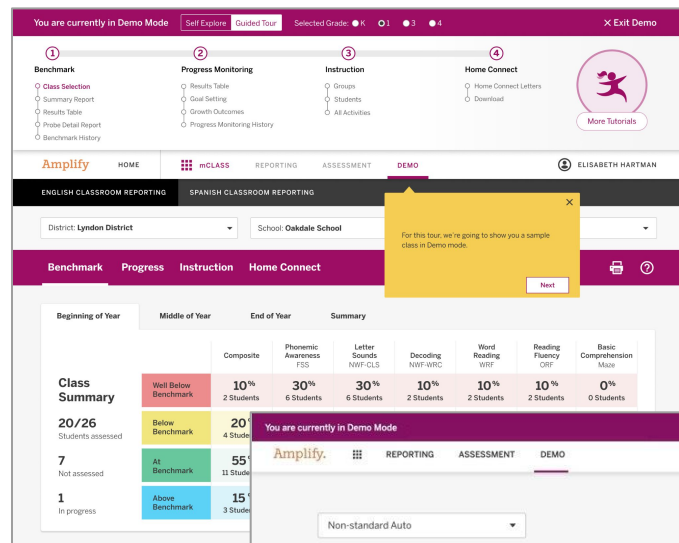 You are currently in Demo Mode Self Explore Guided Tour Selected Grade: K 1 3 4 Exit Demo
1 2 3 4
Benchmark Progress Monitoring Instruction Home Connect
Class Selection Results Table Groups Home Connect Letters
Summary Report Goal Setting Students Download
Results Table Growth Outcomes All Activities
Probe Detail Report Progress Monitoring History
Benchmark History
More Tutorials
Amplify HOME mCLASS REPORTING ASSESSMENT DEMO ELISABETH HARTMAN
ENGLISH CLASSROOM REPORTING SPANISH CLASSROOM REPORTING
District: Lyndon District School: Oakdale School
For this tour, we're going to show you a sample
class in Demo mode.
Next
Benchmark Progress Instruction Home Connect
Beginning of Year Middle of Year End of Year Summary
Composite Phonemic Awareness FSS Letter Sounds NWF-CLS Decoding NWF-WRC Word Reading WRF Reading Fluency ORF Basic Comprehension Maze
Class Summary
Well Below Benchmark 10% 30% 30% 10% 10% 10% 0%
2 Students 6 Students 6 Students 2 Students 2 Students 2 Students 0 Students
20/26 Students assessed
Below Benchmark 20
4 Stude
7 Not assessed
At Benchmark 55
11 Stude
1 In progress
Above Benchmark 15
3 Stude
You are currently in Demo Mode
Amplify. REPORTING ASSESSMENT DEMO
Non-standard Auto